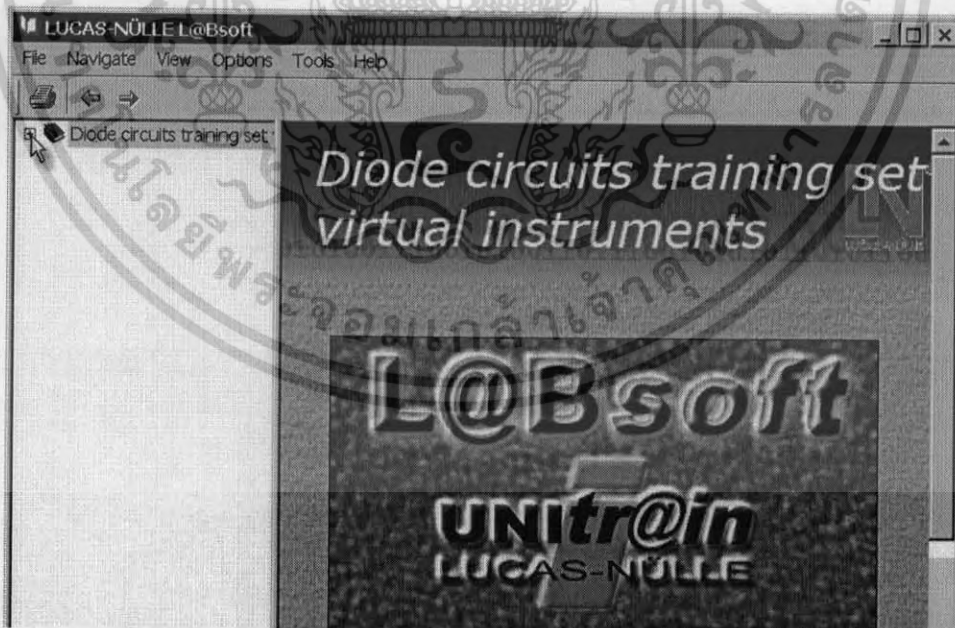 LUCAS-NÜLLE L@Bsoft
File Navigate View Options Tools Help
Diode circuits training set
Diode circuits training set
virtual instruments
LN
L@Bsoft
UNItr@in
LUCAS-NÜLLE